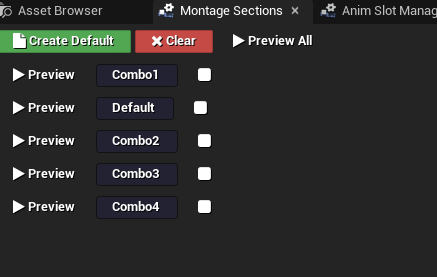 Asset Browser Montage Sections × Anim Slot Manag
Create Default Clear Preview All
Preview Combo1
Preview Default
Preview Combo2
Preview Combo3
Preview Combo4